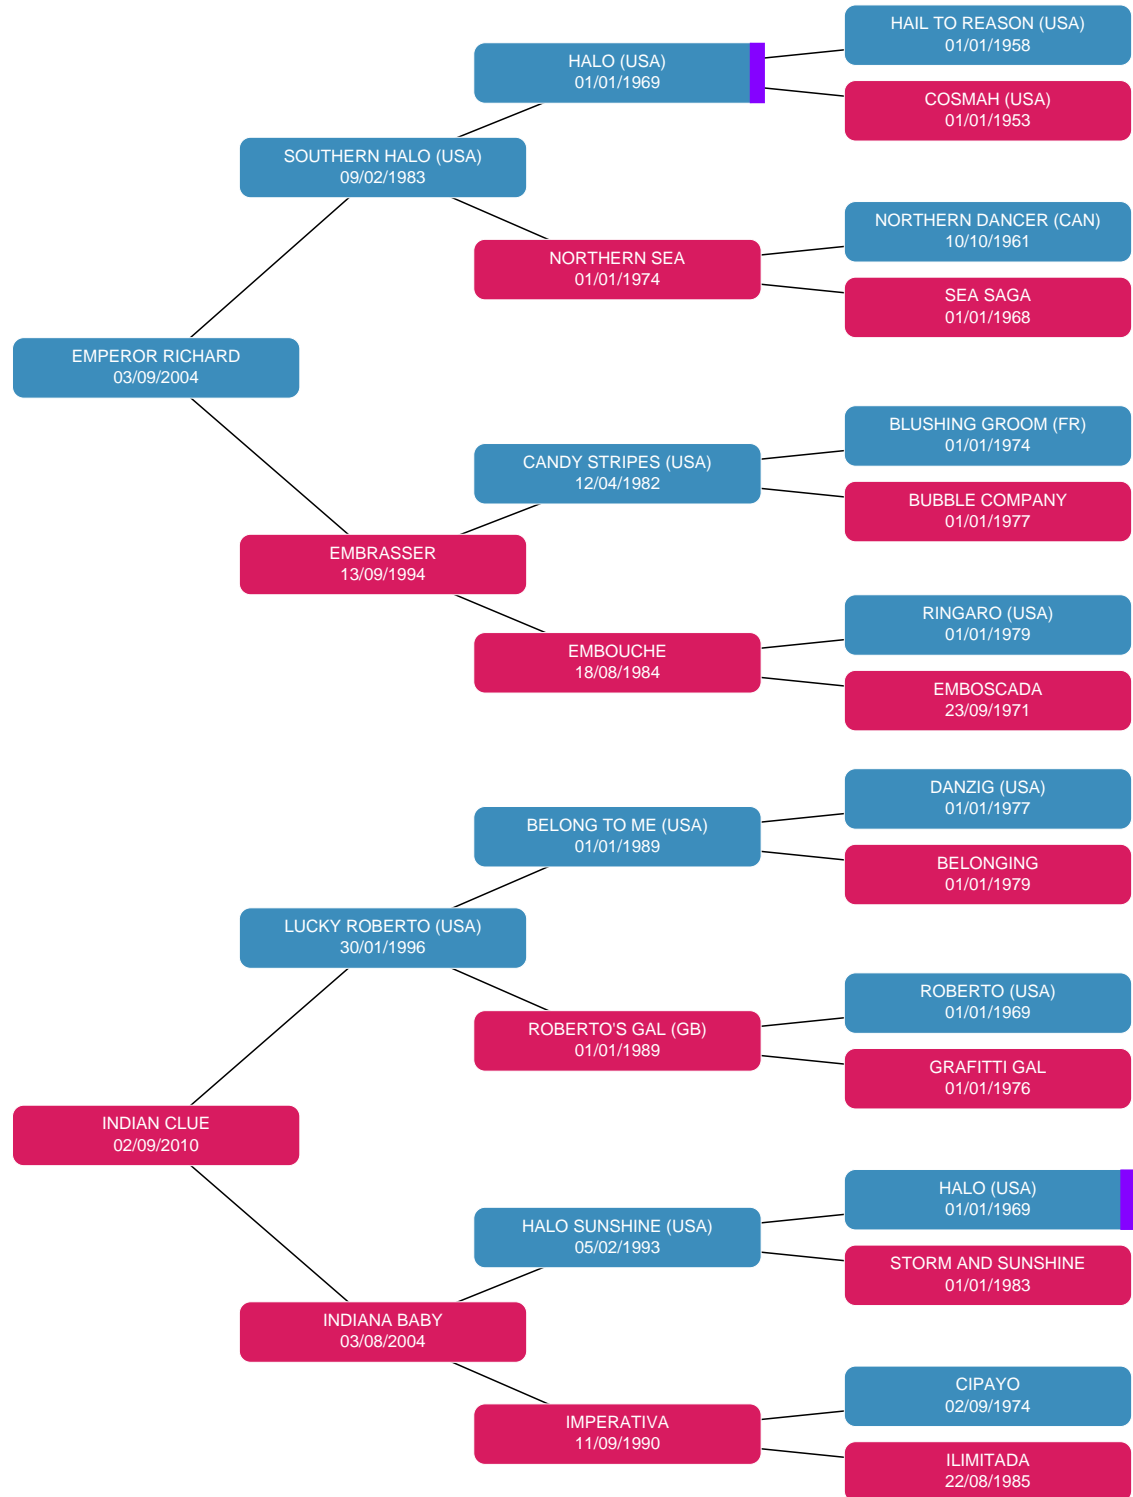 HAIL TO REASON (USA)
01/01/1958
HALO (USA)
01/01/1969
COSMAH (USA)
01/01/1953
SOUTHERN HALO (USA)
09/02/1983
NORTHERN DANCER (CAN)
10/10/1961
NORTHERN SEA
01/01/1974
SEA SAGA
01/01/1968
EMPEROR RICHARD
03/09/2004
BLUSHING GROOM (FR)
01/01/1974
CANDY STRIPES (USA)
12/04/1982
BUBBLE COMPANY
01/01/1977
EMBRASSER
13/09/1994
RINGARO (USA)
01/01/1979
EMBOUCHE
18/08/1984
EMBOSCADA
23/09/1971
DANZIG (USA)
01/01/1977
BELONG TO ME (USA)
01/01/1989
BELONGING
01/01/1979
LUCKY ROBERTO (USA)
30/01/1996
ROBERTO (USA)
01/01/1969
ROBERTO'S GAL (GB)
01/01/1989
GRAFITTI GAL
01/01/1976
INDIAN CLUE
02/09/2010
HALO (USA)
01/01/1969
HALO SUNSHINE (USA)
05/02/1993
STORM AND SUNSHINE
01/01/1983
INDIANA BABY
03/08/2004
CIPAYO
02/09/1974
IMPERATIVA
11/09/1990
ILIMITADA
22/08/1985